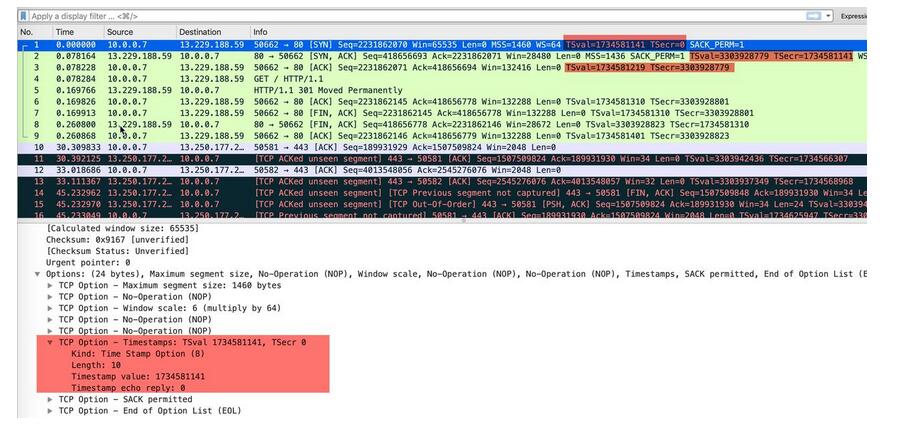 Apply a display filter ... <⌘/>
Expressi
No. Time Source Destination Info
1 0.000000 10.0.0.7 13.229.188.59 50662 → 80 [SYN] Seq=2231862070 Win=65535 Len=0 MSS=1460 WS=64 TSval=1734581141 TSecr=0 SACK_PERM=1
2 0.078164 13.229.188.59 10.0.0.7 80 → 50662 [SYN, ACK] Seq=418656693 Ack=2231862071 Win=28480 Len=0 MSS=1436 SACK_PERM=1 TSval=3303928779 TSecr=1734581141 WS
3 0.078228 10.0.0.7 13.229.188.59 50662 → 80 [ACK] Seq=2231862071 Ack=418656694 Win=132416 Len=0 TSval=1734581219 TSecr=3303928779
4 0.078284 10.0.0.7 13.229.188.59 GET / HTTP/1.1
5 0.169766 13.229.188.59 10.0.0.7 HTTP/1.1 301 Moved Permanently
6 0.169826 10.0.0.7 13.229.188.59 50662 → 80 [ACK] Seq=2231862145 Ack=418656778 Win=132288 Len=0 TSval=1734581310 TSecr=3303928801
7 0.169913 10.0.0.7 13.229.188.59 50662 → 80 [FIN, ACK] Seq=2231862145 Ack=418656778 Win=132288 Len=0 TSval=1734581310 TSecr=3303928801
8 0.260800 13.229.188.59 10.0.0.7 80 → 50662 [FIN, ACK] Seq=418656778 Ack=2231862146 Win=28672 Len=0 TSval=3303928823 TSecr=1734581310
9 0.260868 10.0.0.7 13.229.188.59 50662 → 80 [ACK] Seq=2231862146 Ack=418656779 Win=132288 Len=0 TSval=1734581401 TSecr=3303928823
10 30.309833 10.0.0.7 13.250.177.2… 50581 → 443 [ACK] Seq=189931929 Ack=1507509824 Win=2048 Len=0
11 30.392125 13.250.177.2… 10.0.0.7 [TCP ACKed unseen segment] 443 → 50581 [ACK] Seq=1507509824 Ack=189931930 Win=34 Len=0 TSval=3303942436 TSecr=1734566307
12 33.018686 10.0.0.7 13.250.177.2… 50582 → 443 [ACK] Seq=4013548056 Ack=2545276076 Win=2048 Len=0
13 33.111367 13.250.177.2… 10.0.0.7 [TCP ACKed unseen segment] 443 → 50582 [ACK] Seq=2545276076 Ack=4013548057 Win=32 Len=0 TSval=3303937349 TSecr=1734568968
14 45.232962 13.250.177.2… 10.0.0.7 [TCP ACKed unseen segment] [TCP Previous segment not captured] 443 → 50581 [FIN, ACK] Seq=1507509848 Ack=189931930 Win=34 Le
15 45.232970 13.250.177.2… 10.0.0.7 [TCP ACKed unseen segment] [TCP Out-Of-Order] 443 → 50581 [PSH, ACK] Seq=1507509824 Ack=189931930 Win=34 Len=24 TSval=330394
16 45.233049 10.0.0.7 13.250.177.2… [TCP Previous segment not captured] 50581 → 443 [ACK] Seq=189931930 Ack=1507509824 Win=2048 Len=0 TSval=1734625947 TSecr=330
[Calculated window size: 65535]
Checksum: 0x9167 [unverified]
[Checksum Status: Unverified]
Urgent pointer: 0
Options: (24 bytes), Maximum segment size, No-Operation (NOP), Window scale, No-Operation (NOP), No-Operation (NOP), Timestamps, SACK permitted, End of Option List (E
TCP Option - Maximum segment size: 1460 bytes
TCP Option - No-Operation (NOP)
TCP Option - Window scale: 6 (multiply by 64)
TCP Option - No-Operation (NOP)
TCP Option - No-Operation (NOP)
TCP Option - Timestamps: TSval 1734581141, TSecr 0
Kind: Time Stamp Option (8)
Length: 10
Timestamp value: 1734581141
Timestamp echo reply: 0
TCP Option - SACK permitted
TCP Option - End of Option List (EOL)